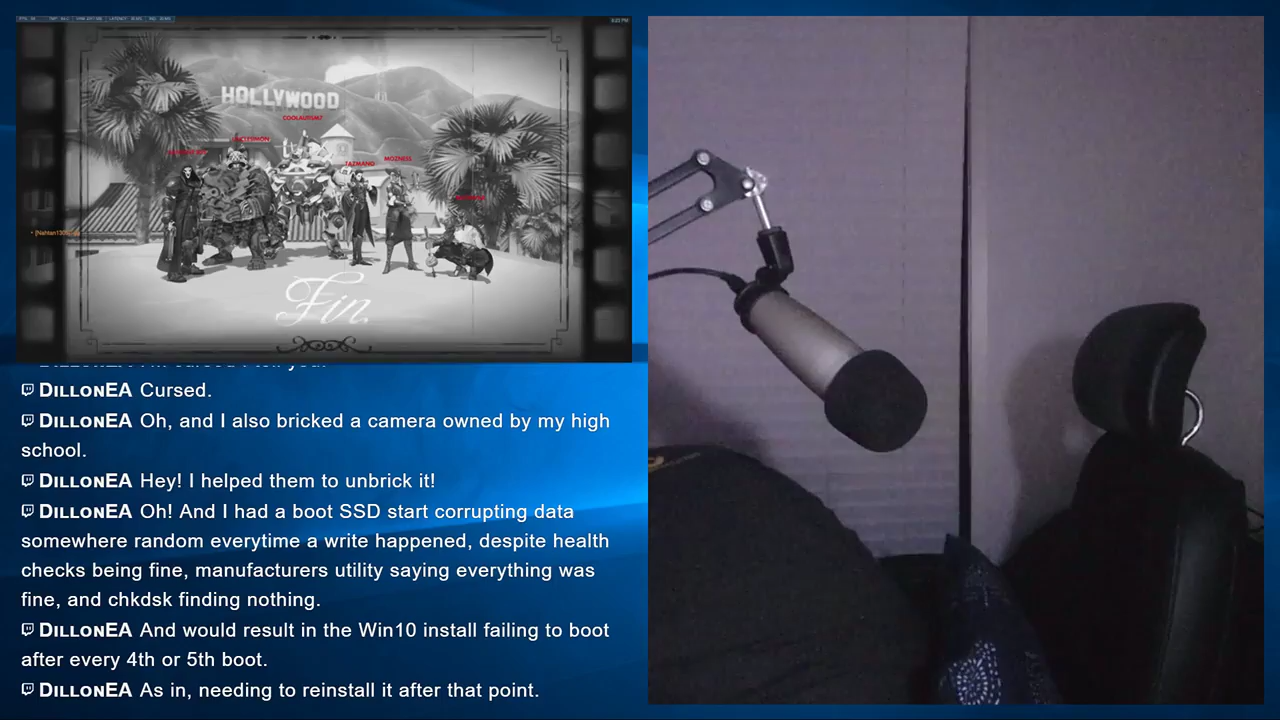 HOLLYWOOD
COOLAUSSM7
TAZMANO
MOZNESS
Fin
DillonEA Cursed.
DillonEA Oh, and I also bricked a camera owned by my high
school.
DillonEA Hey! I helped them to unbrick it!
DillonEA Oh! And I had a boot SSD start corrupting data
somewhere random everytime a write happened, despite health
checks being fine, manufacturers utility saying everything was
fine, and chkdsk finding nothing.
DillonEA And would result in the Win10 install failing to boot
after every 4th or 5th boot.
DillonEA As in, needing to reinstall it after that point.